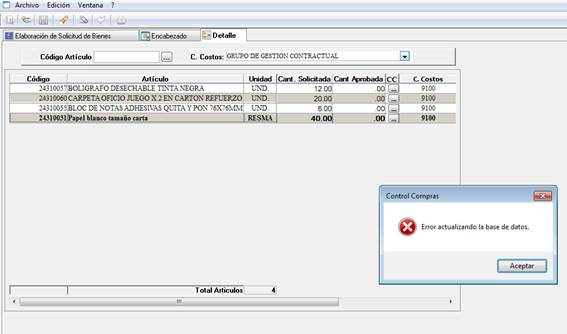 Archivo Edición Ventana ?
Elaboración de Solicitud de Bienes Encabezado Detalle
Código Artículo ... C. Costos: GRUPO DE GESTION CONTRACTUAL
Código Artículo Unidad Cant. Solicitada Cant Aprobada CC C. Costos
24310057 BOLIGRAFO DESECHABLE TINTA NEGRA UND. 12.00 .00 ... 9100
24310060 CARPETA OFICIO JUEGO X 2 EN CARTON REFUERZO UND. 20.00 .00 ... 9100
24310055 BLOC DE NOTAS ADHESIVAS QUITA Y PON 76X76MM UND. 6.00 .00 ... 9100
24310031 Papel blanco tamaño carta RESMA 40.00 .00 ... 9100
Control Compras
Error actualizando la base de datos.
Aceptar
Total Artículos 4